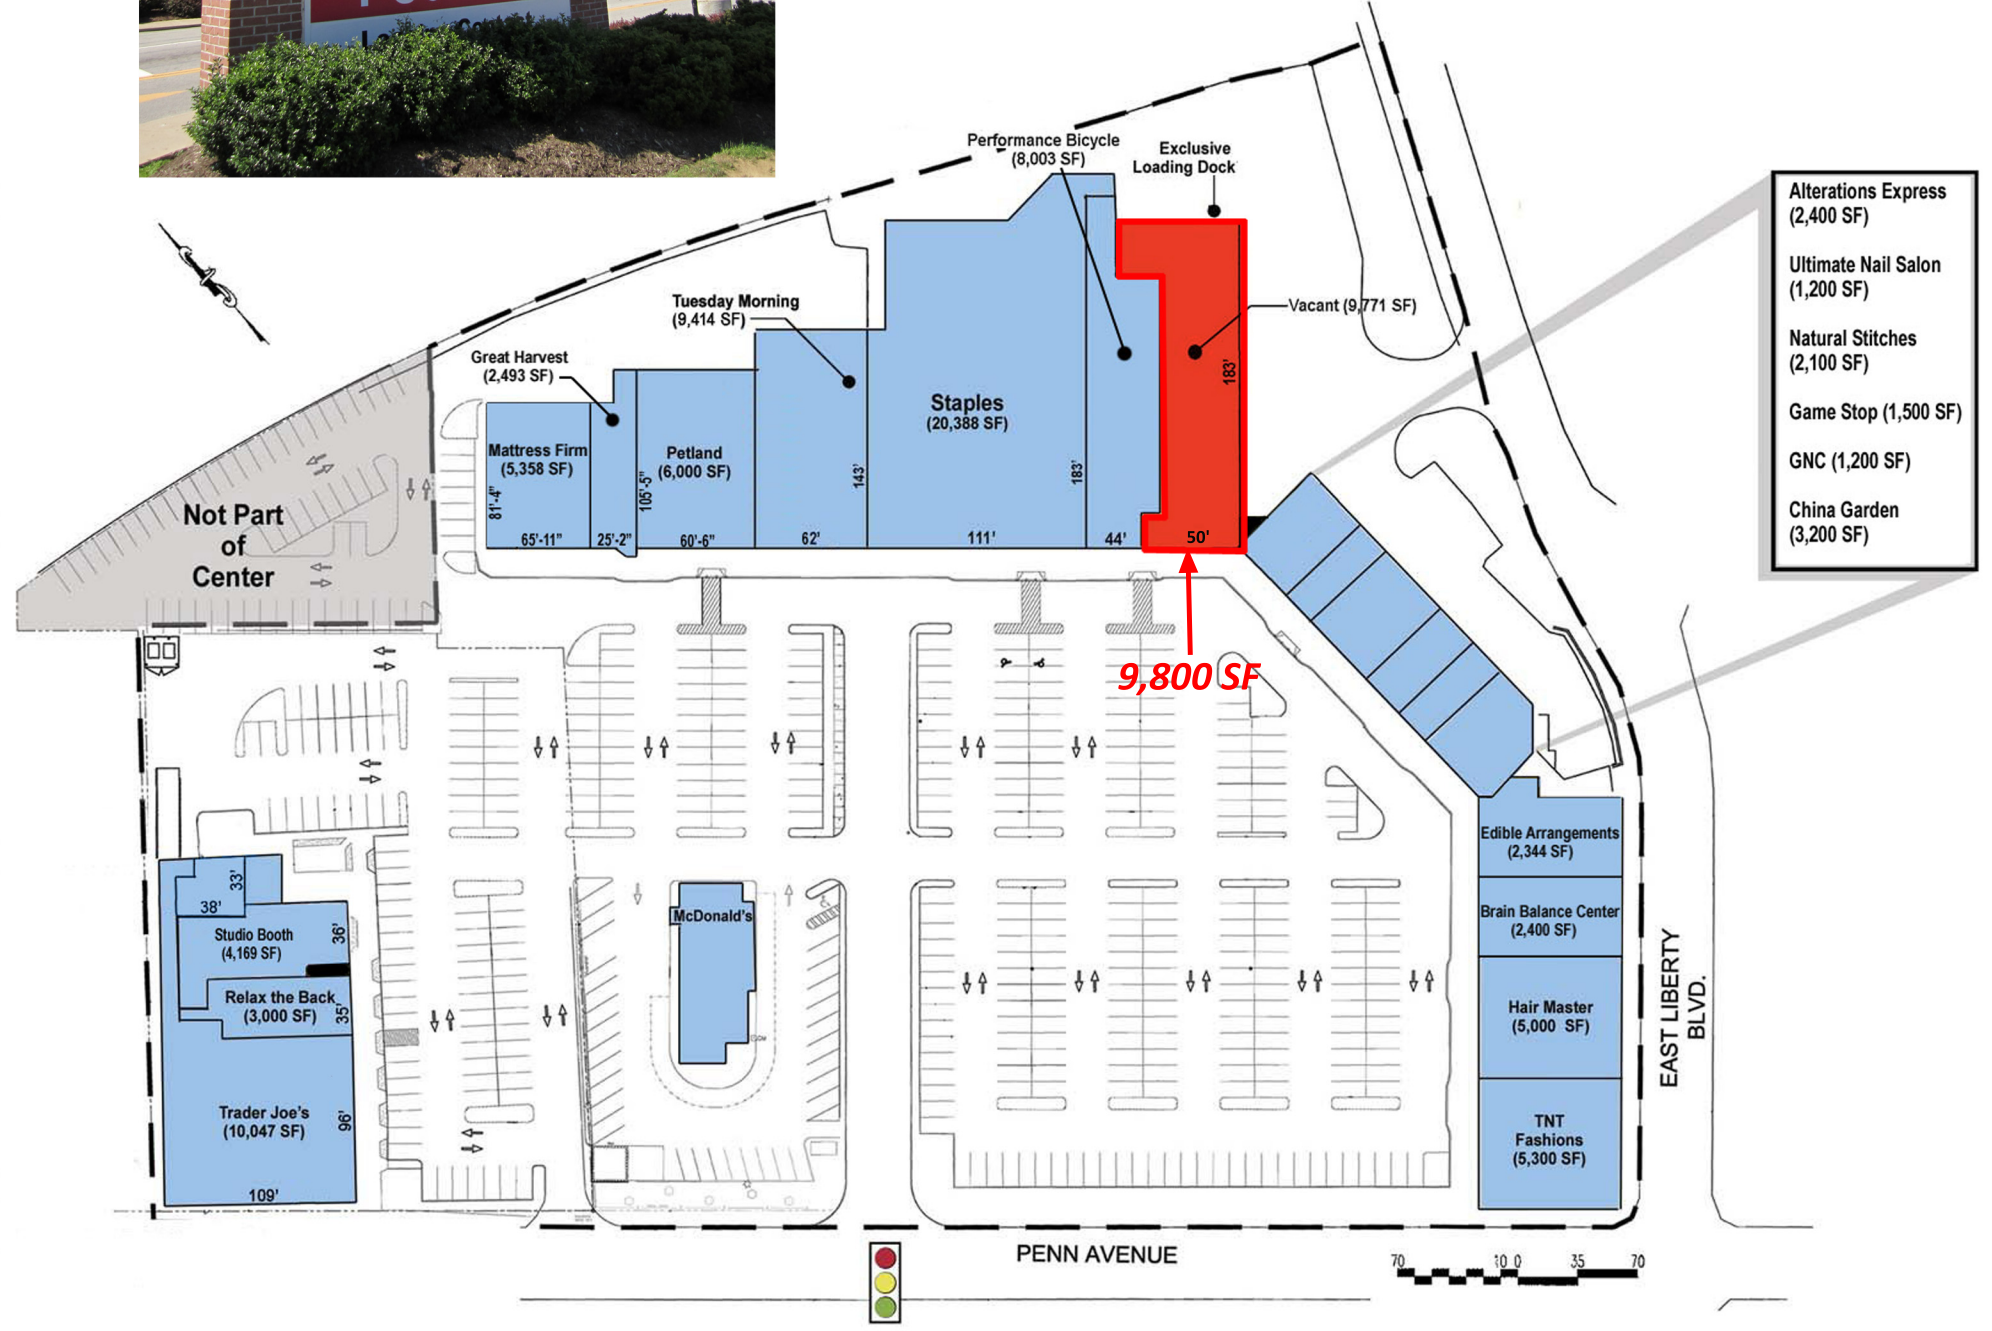 Performance Bicycle
(8,003 SF)
Exclusive
Loading Dock
Alterations Express
(2,400 SF)
Ultimate Nail Salon
(1,200 SF)
Natural Stitches
(2,100 SF)
Game Stop (1,500 SF)
GNC (1,200 SF)
China Garden
(3,200 SF)
Tuesday Morning
(9,414 SF)
Vacant (9,771 SF)
Great Harvest
(2,493 SF)
183'
Staples
(20,388 SF)
Mattress Firm
(5,358 SF)
Petland
(6,000 SF)
81'-4"
105'-5"
143'
183'
65'-11"
25'-2"
60'-6"
62'
111'
44'
50'
Not Part
of
Center
9,800 SF
Edible Arrangements
(2,344 SF)
33'
38'
Studio Booth
(4,169 SF)
36'
McDonald's
Brain Balance Center
(2,400 SF)
Relax the Back
(3,000 SF)
35'
Hair Master
(5,000 SF)
EAST LIBERTY
BLVD.
Trader Joe's
(10,047 SF)
96'
109'
TNT
Fashions
(5,300 SF)
PENN AVENUE
70
10 0
35
70